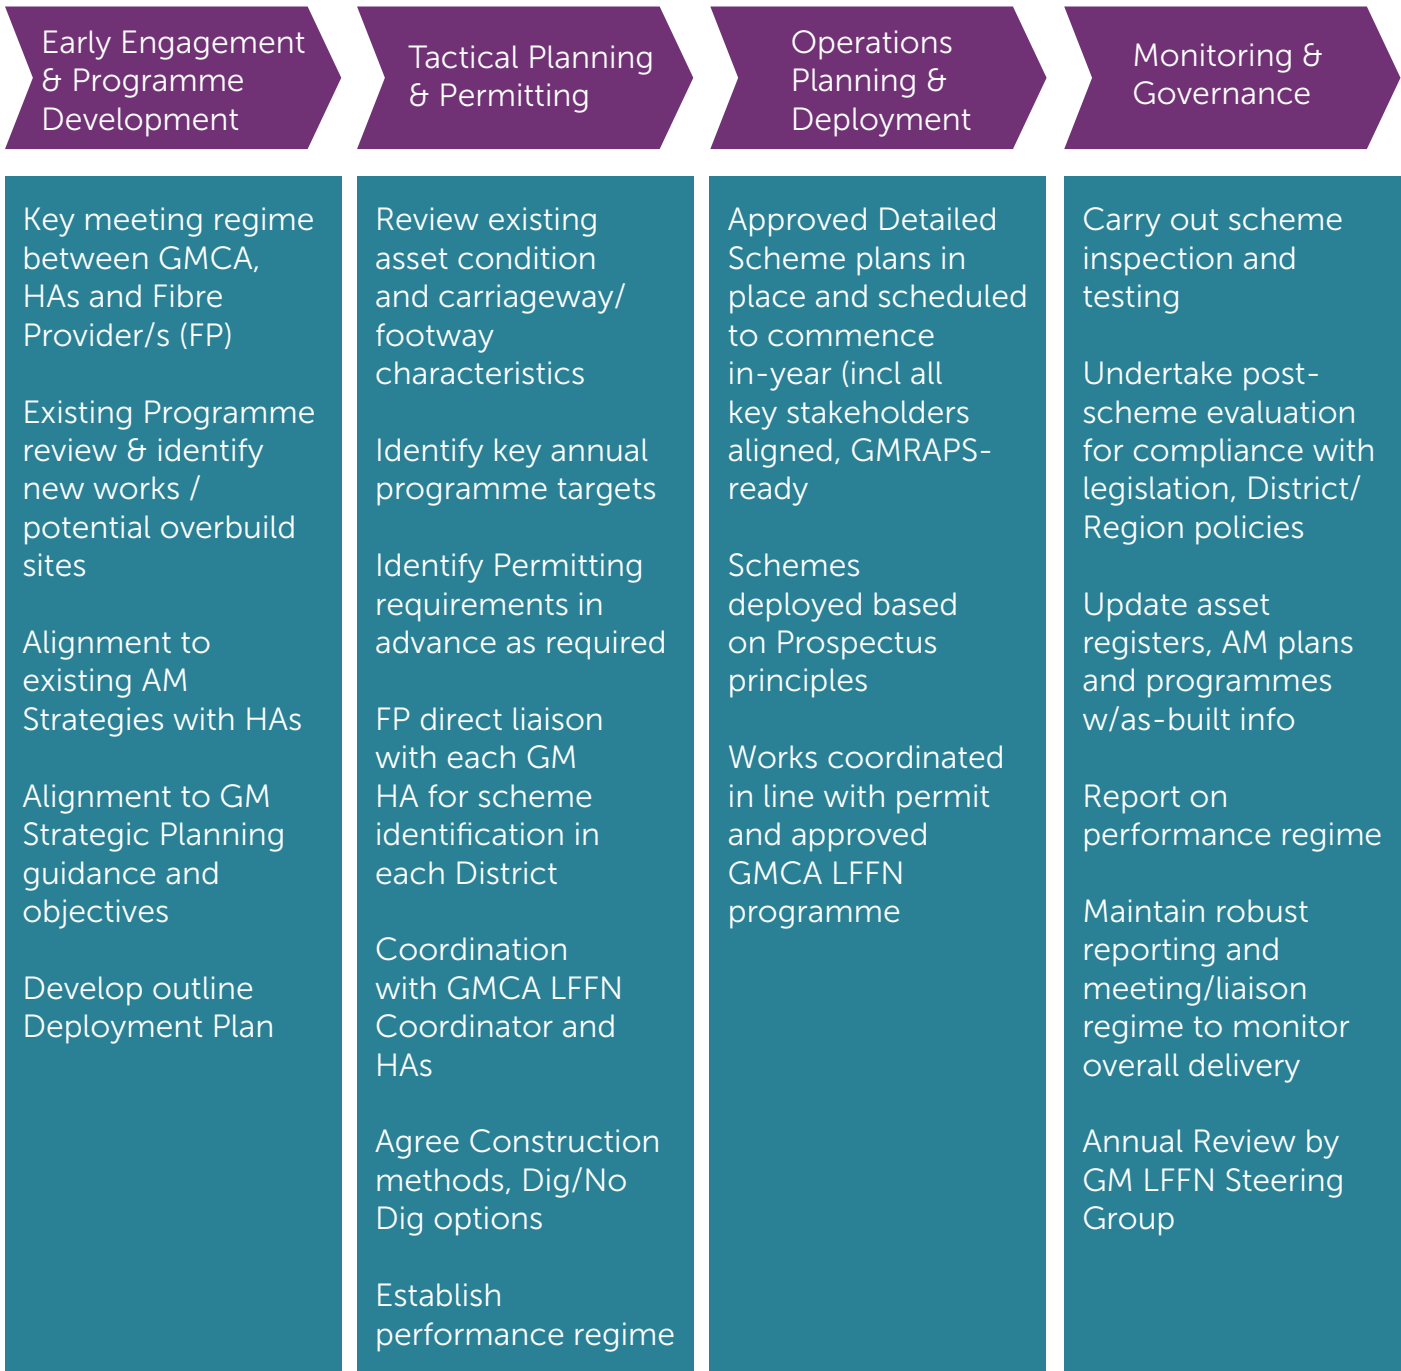 Early Engagement
& Programme
Development
Tactical Planning
& Permitting
Operations
Planning &
Deployment
Monitoring &
Governance
Key meeting regime
between GMCA,
HAs and Fibre
Provider/s (FP)
Existing Programme
review & identify
new works /
potential overbuild
sites
Alignment to
existing AM
Strategies with HAs
Alignment to GM
Strategic Planning
guidance and
objectives
Develop outline
Deployment Plan
Review existing
asset condition
and carriageway/
footway
characteristics
Identify key annual
programme targets
Identify Permitting
requirements in
advance as required
FP direct liaison
with each GM
HA for scheme
identification in
each District
Coordination
with GMCA LFFN
Coordinator and
HAs
Agree Construction
methods, Dig/No
Dig options
Establish
performance regime
Approved Detailed
Scheme plans in
place and scheduled
to commence
in-year (incl all
key stakeholders
aligned, GMRAPS-
ready
Schemes
deployed based
on Prospectus
principles
Works coordinated
in line with permit
and approved
GMCA LFFN
programme
Carry out scheme
inspection and
testing
Undertake post-
scheme evaluation
for compliance with
legislation, District/
Region policies
Update asset
registers, AM plans
and programmes
w/as-built info
Report on
performance regime
Maintain robust
reporting and
meeting/liaison
regime to monitor
overall delivery
Annual Review by
GM LFFN Steering
Group